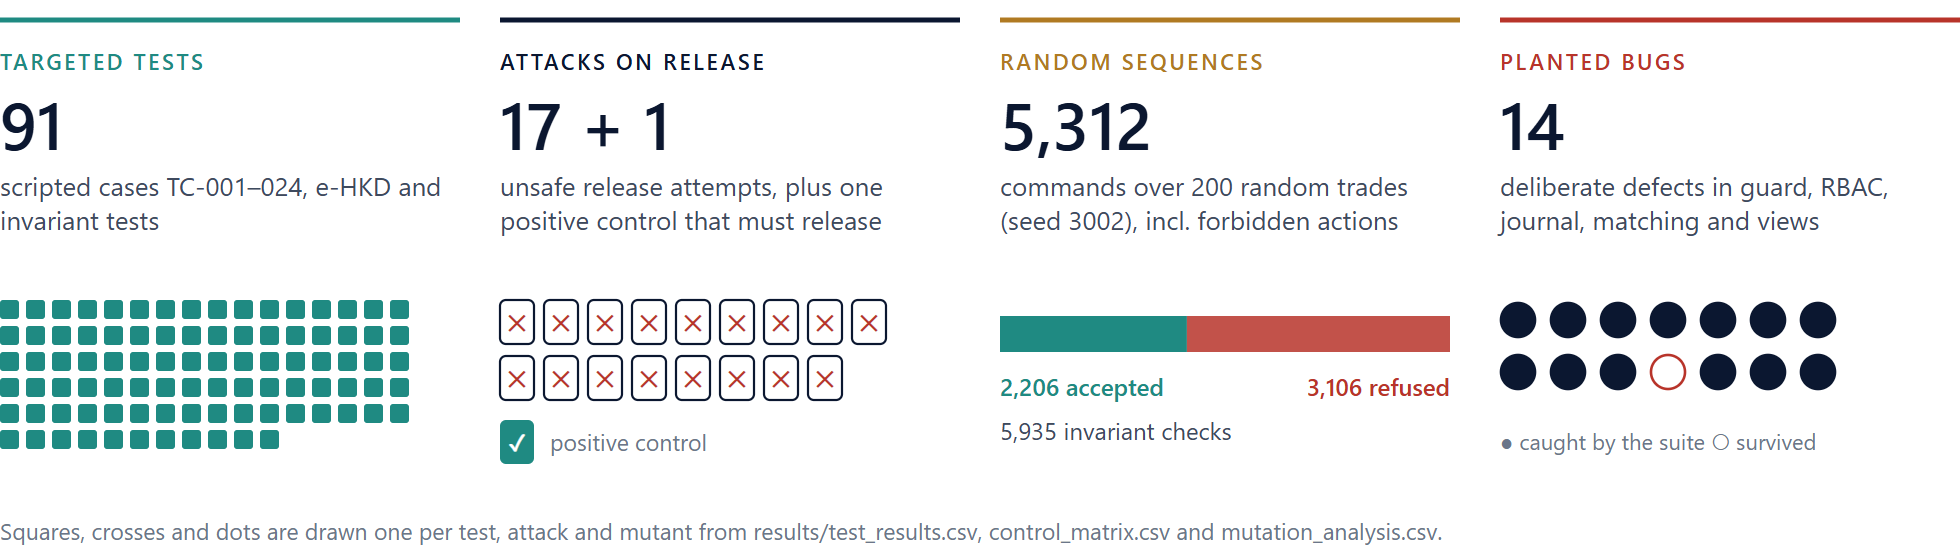 TARGETED TESTS
91
scripted cases TC-001–024, e-HKD and
invariant tests
ATTACKS ON RELEASE
17 + 1
unsafe release attempts, plus one
positive control that must release
✓ positive control
RANDOM SEQUENCES
5,312
commands over 200 random trades
(seed 3002), incl. forbidden actions
2,206 accepted 3,106 refused
5,935 invariant checks
PLANTED BUGS
14
deliberate defects in guard, RBAC,
journal, matching and views
● caught by the suite ○ survived
Squares, crosses and dots are drawn one per test, attack and mutant from results/test_results.csv, control_matrix.csv and mutation_analysis.csv.